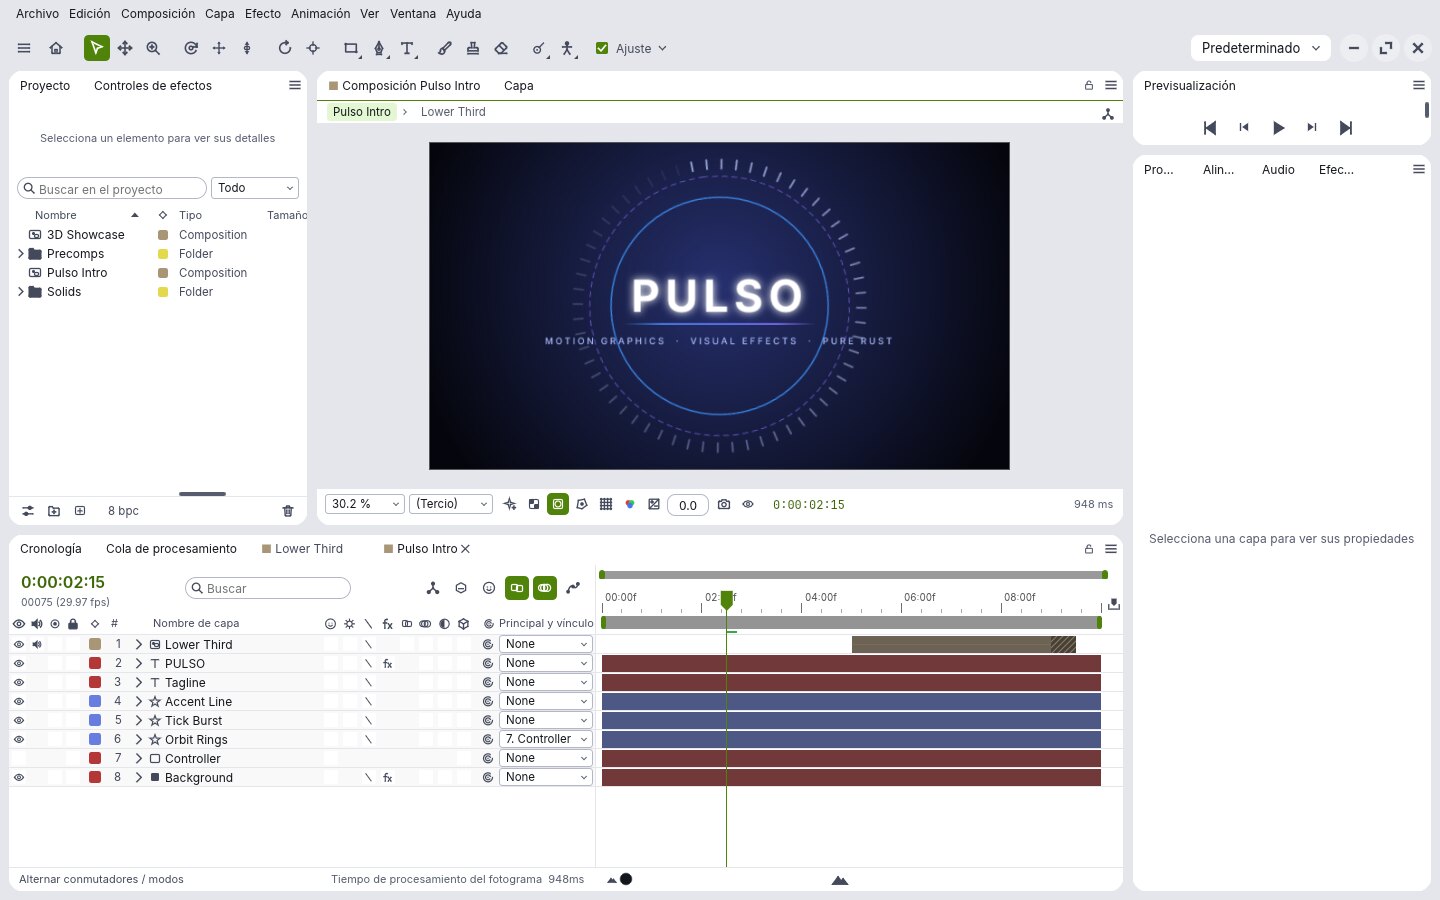 Archivo Edición Composición Capa Efecto Animación Ver Ventana Ayuda
Ajuste
Predeterminado
Proyecto Controles de efectos
Selecciona un elemento para ver sus detalles
Buscar en el proyecto Todo
Nombre Tipo Tamaño
3D Showcase Composition
Precomps Folder
Pulso Intro Composition
Solids Folder
8 bpc
Composición Pulso Intro Capa
Pulso Intro Lower Third
PULSO
MOTION GRAPHICS · VISUAL EFFECTS · PURE RUST
30.2 % (Tercio) 0.0 0:00:02:15 948 ms
Previsualización
Pro... Alin... Audio Efec...
Selecciona una capa para ver sus propiedades
Cronología Cola de procesamiento Lower Third Pulso Intro
0:00:02:15
00075 (29.97 fps)
Buscar
00:00f 04:00f 06:00f 08:00f
# Nombre de capa fx Principal y vínculo
1 Lower Third None
2 PULSO fx None
3 Tagline None
4 Accent Line None
5 Tick Burst None
6 Orbit Rings 7. Controller
7 Controller None
8 Background fx None
Alternar conmutadores / modos Tiempo de procesamiento del fotograma 948ms